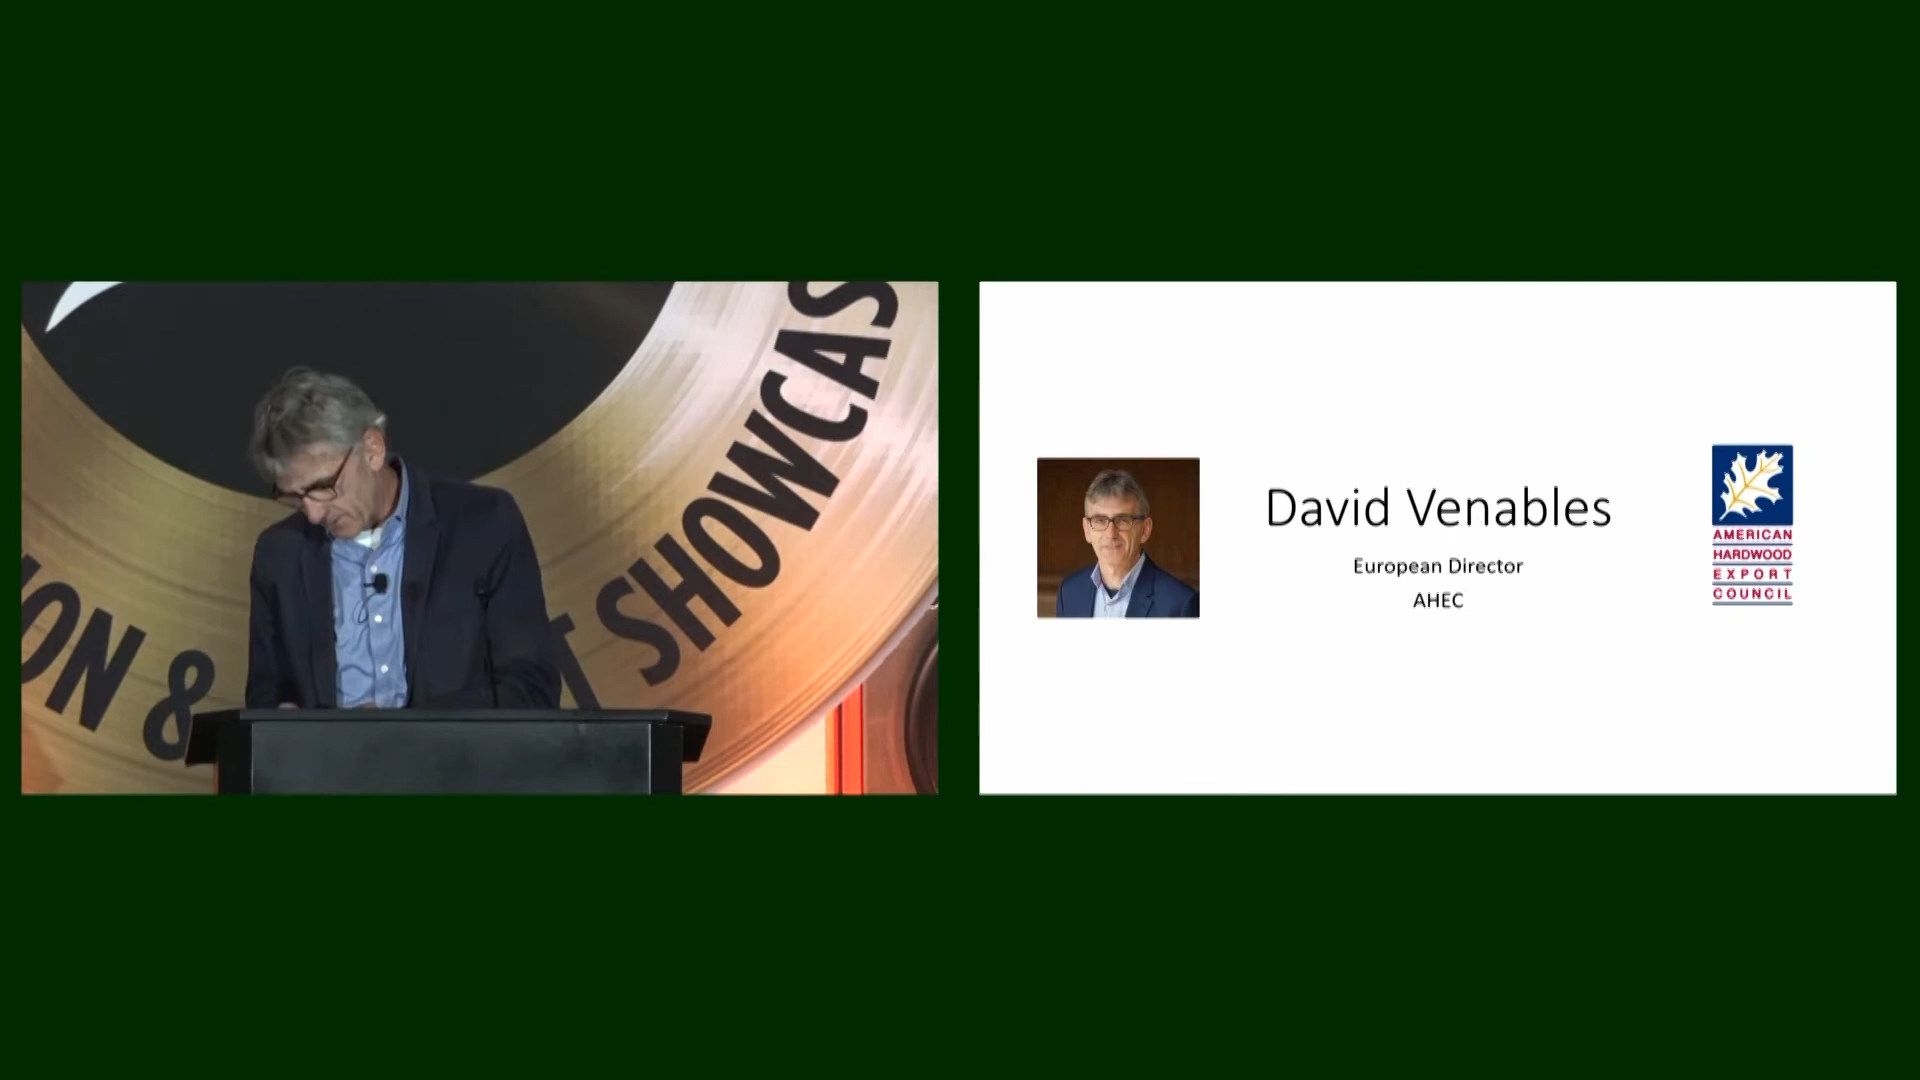 ON & T SHOWCAS
David Venables
European Director
AHEC
AMERICAN
HARDWOOD
EXPORT
COUNCIL